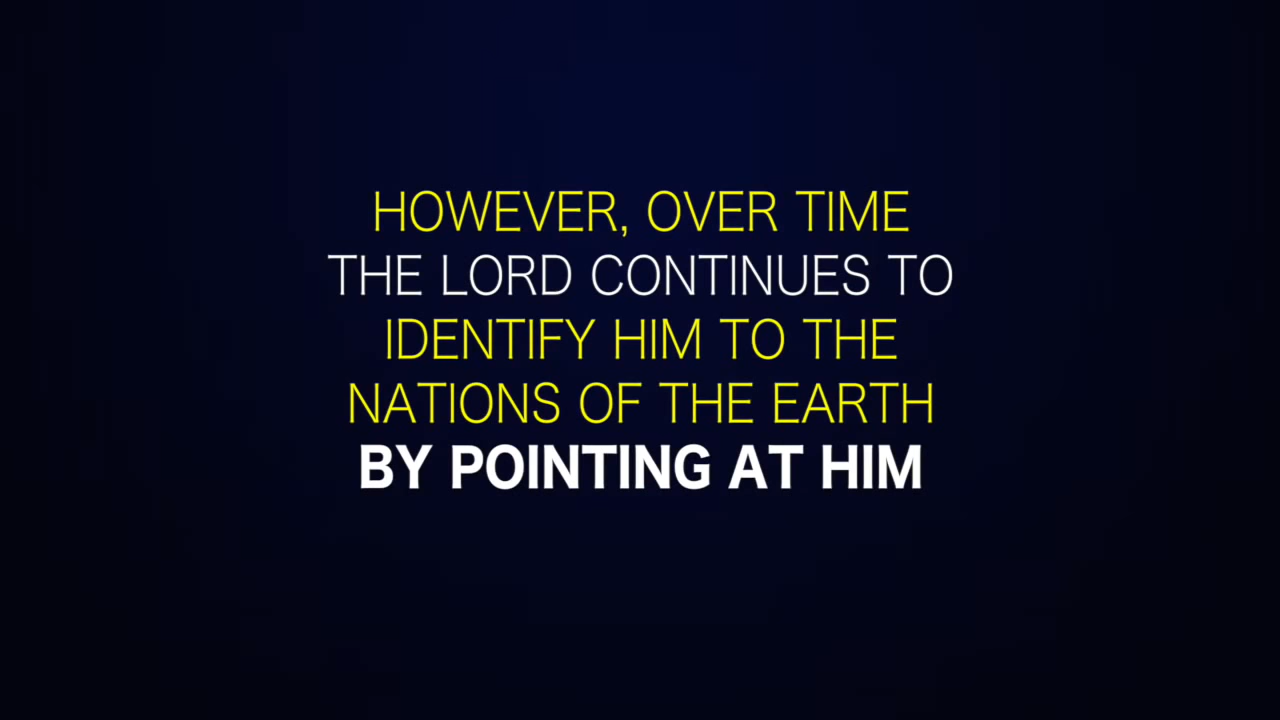 HOWEVER, OVER TIME
THE LORD CONTINUES TO
IDENTIFY HIM TO THE
NATIONS OF THE EARTH
BY POINTING AT HIM